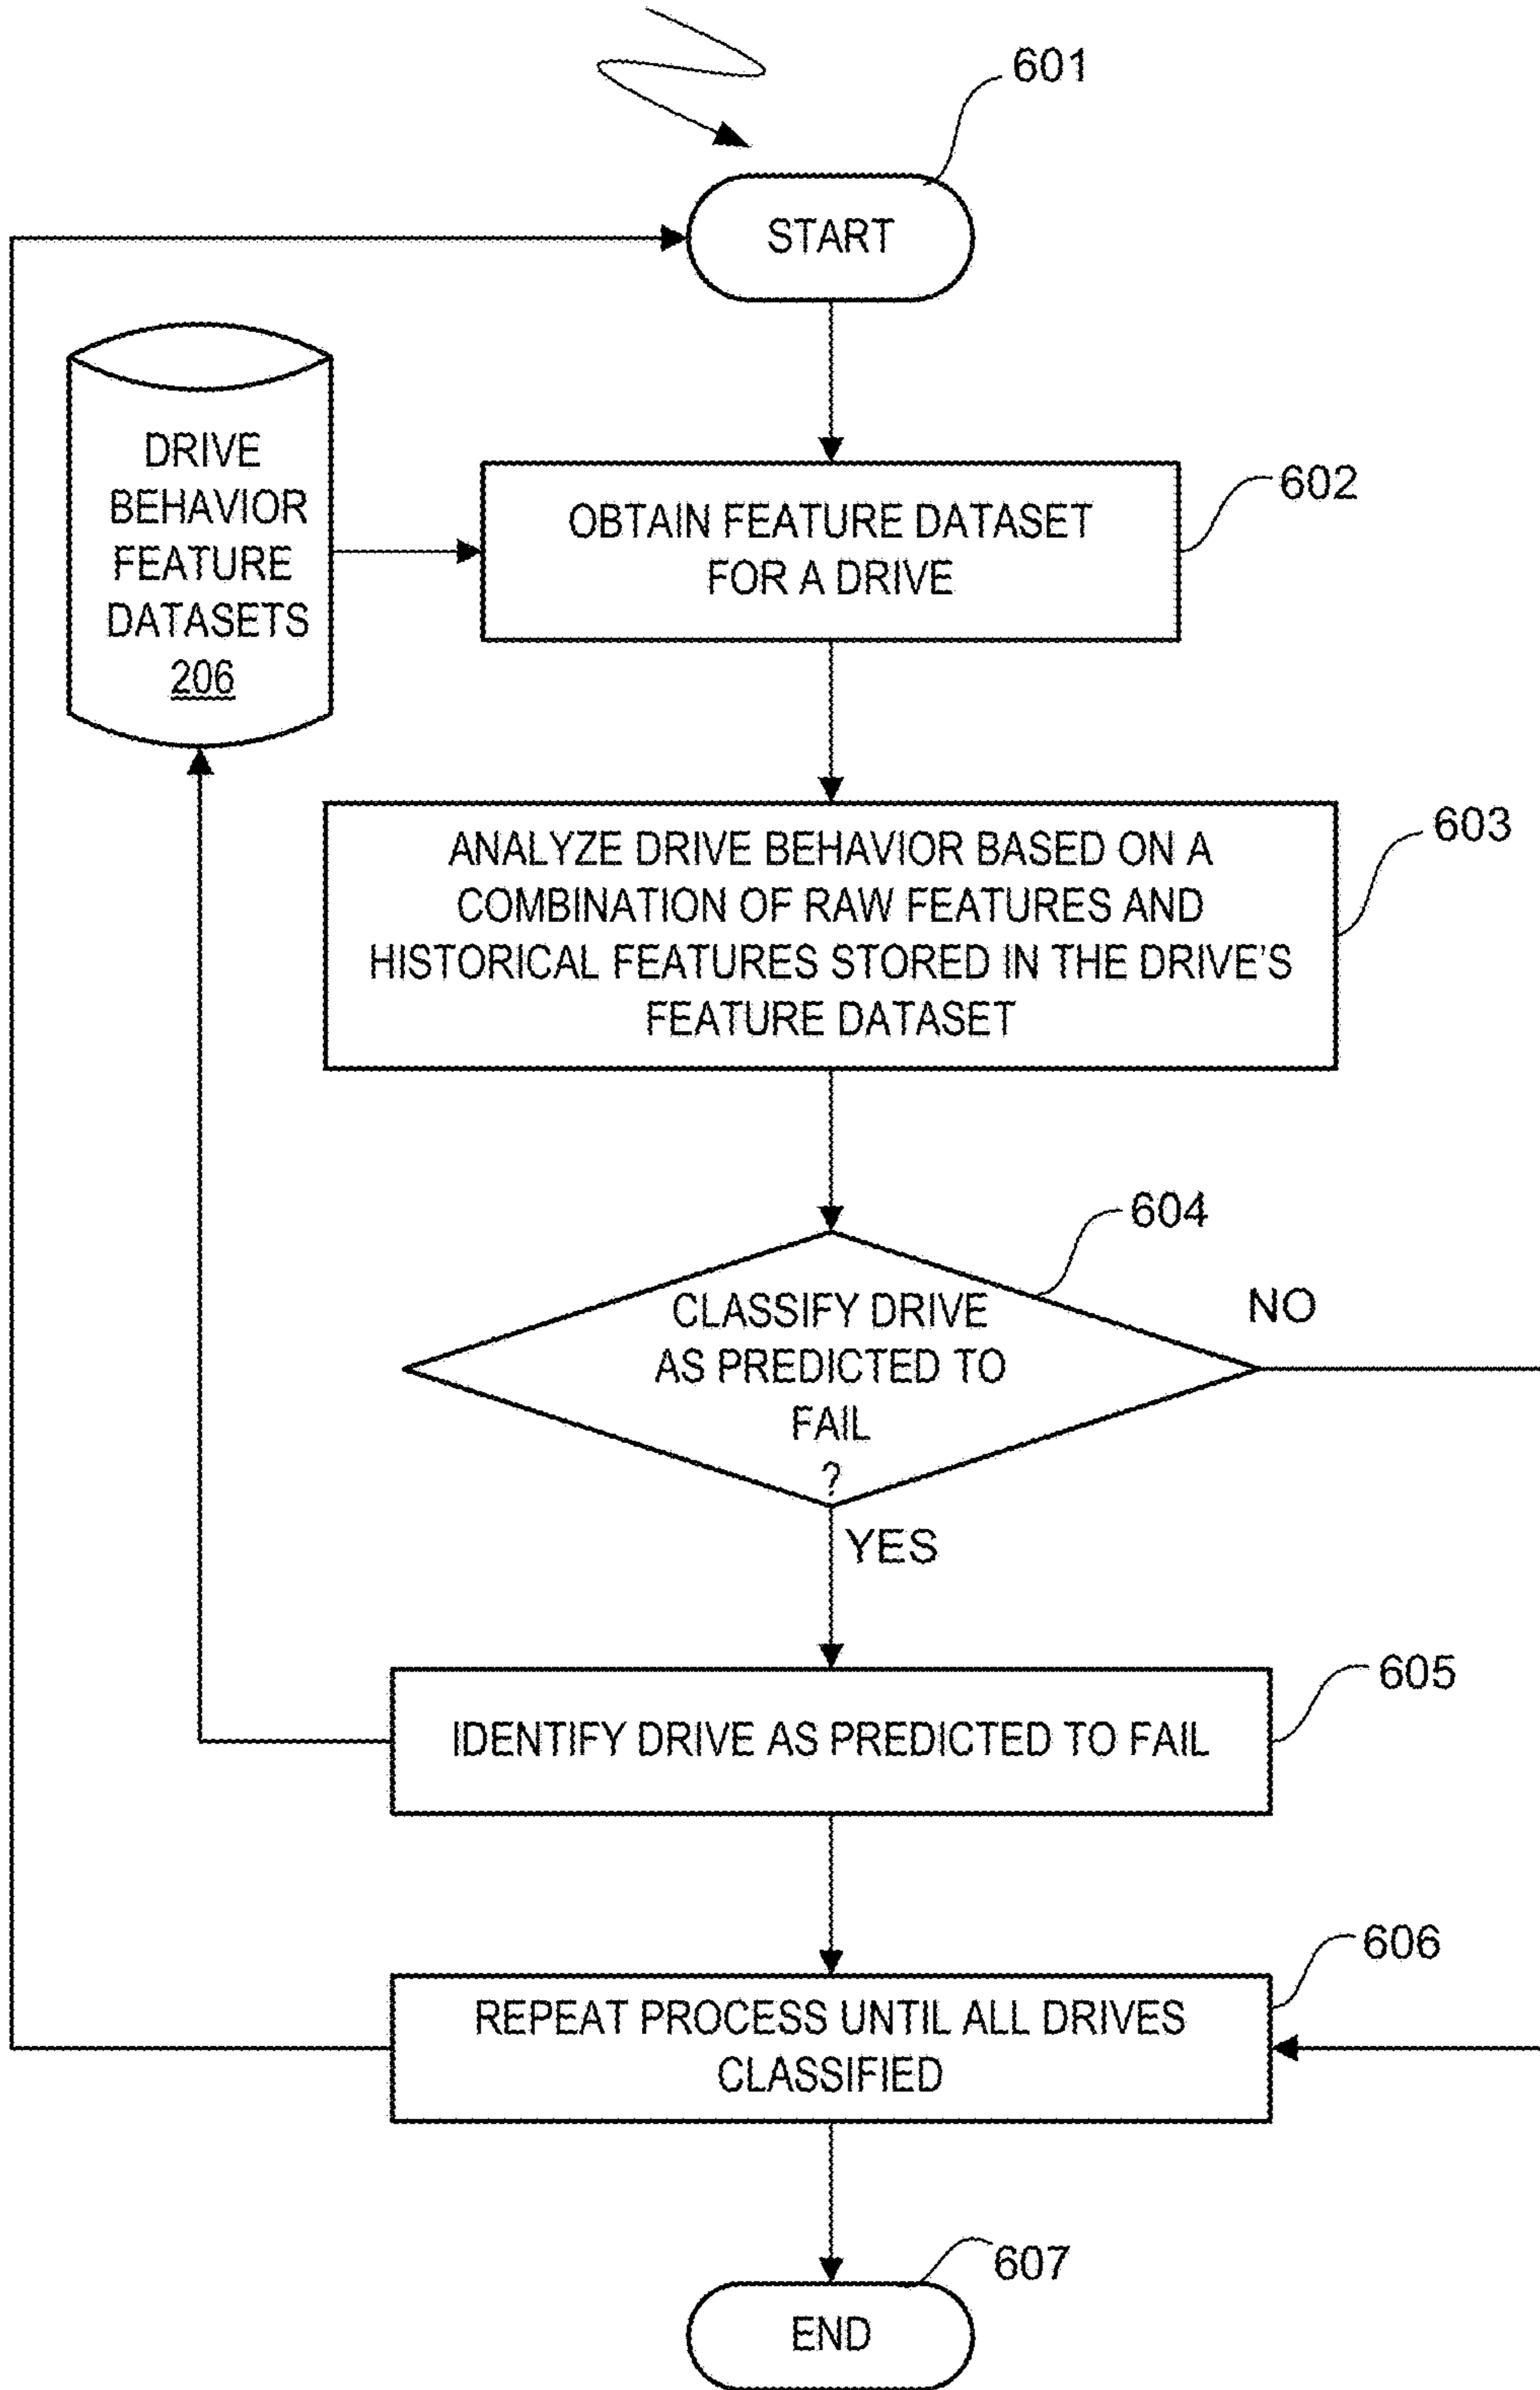 601
START
DRIVE
BEHAVIOR
FEATURE
DATASETS
206
602
OBTAIN FEATURE DATASET
FOR A DRIVE
603
ANALYZE DRIVE BEHAVIOR BASED ON A
COMBINATION OF RAW FEATURES AND
HISTORICAL FEATURES STORED IN THE DRIVE'S
FEATURE DATASET
604
CLASSIFY DRIVE
AS PREDICTED TO
FAIL
?
NO
YES
605
IDENTIFY DRIVE AS PREDICTED TO FAIL
606
REPEAT PROCESS UNTIL ALL DRIVES
CLASSIFIED
607
END